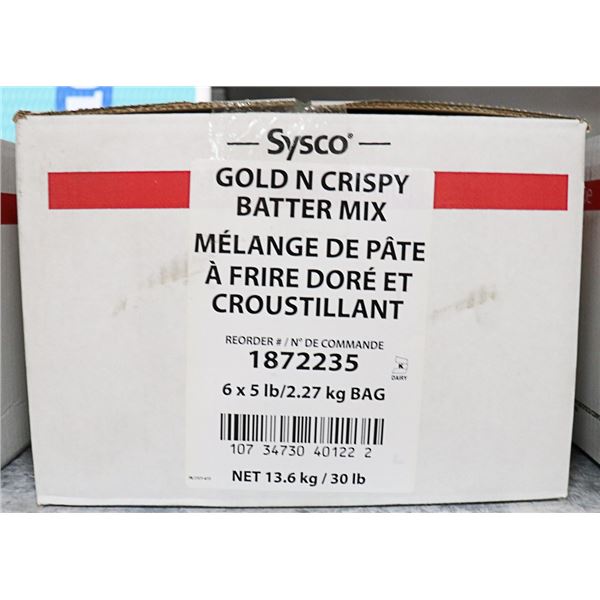 Sysco®
GOLD N CRISPY
BATTER MIX
MÉLANGE DE PÂTE
À FRIRE DORÉ ET
CROUSTILLANT
REORDER # / N° DE COMMANDE
1872235
K
DAIRY
6 x 5 lb/2.27 kg BAG
107 34730 40122 2
NET 13.6 kg / 30 lb